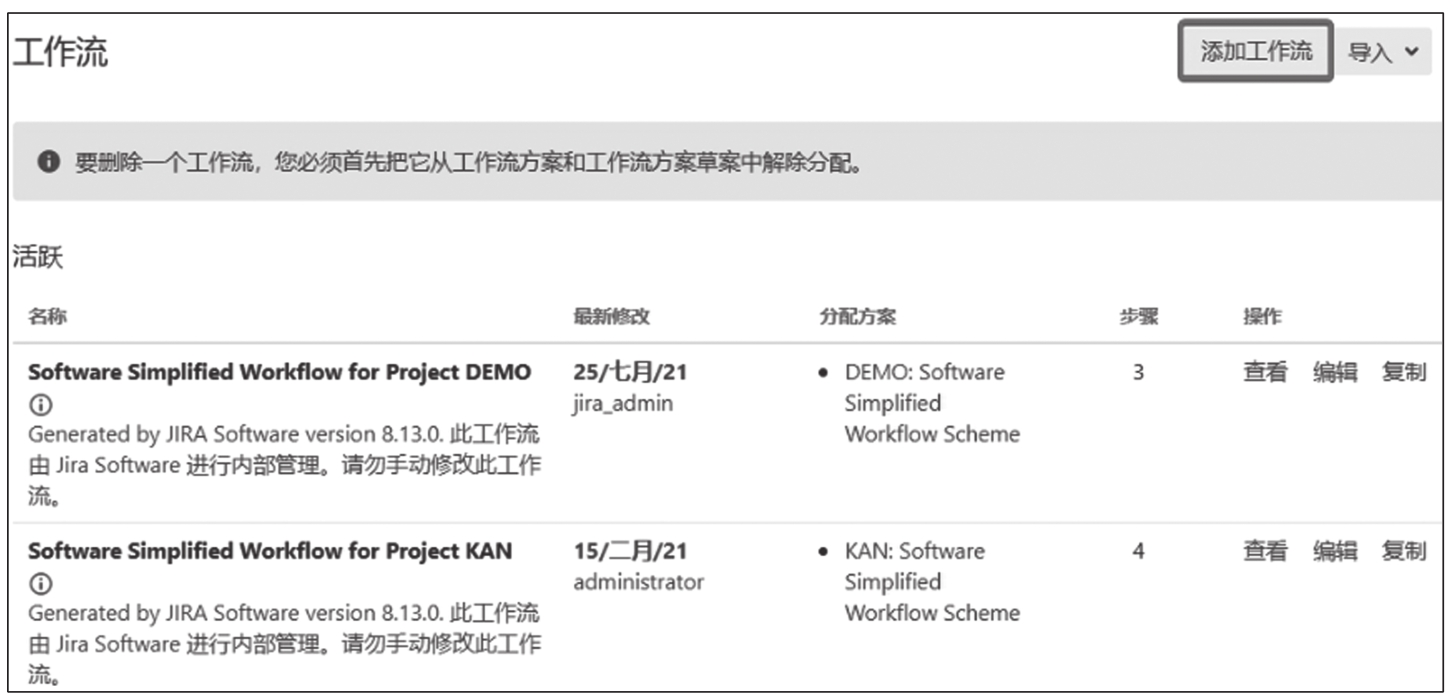 工作流
添加工作流 导入
要删除一个工作流，您必须首先把它从工作流方案和工作流方案草案中解除分配。
活跃
名称 最新修改 分配方案 步骤 操作
Software Simplified Workflow for Project DEMO 25/七月/21 • DEMO: Software 3 查看 编辑 复制
jira_admin Simplified
Generated by JIRA Software version 8.13.0. 此工作流 Workflow Scheme
由 Jira Software 进行内部管理。请勿手动修改此工作
流。
Software Simplified Workflow for Project KAN 15/二月/21 • KAN: Software 4 查看 编辑 复制
administrator Simplified
Generated by JIRA Software version 8.13.0. 此工作流 Workflow Scheme
由 Jira Software 进行内部管理。请勿手动修改此工作
流。